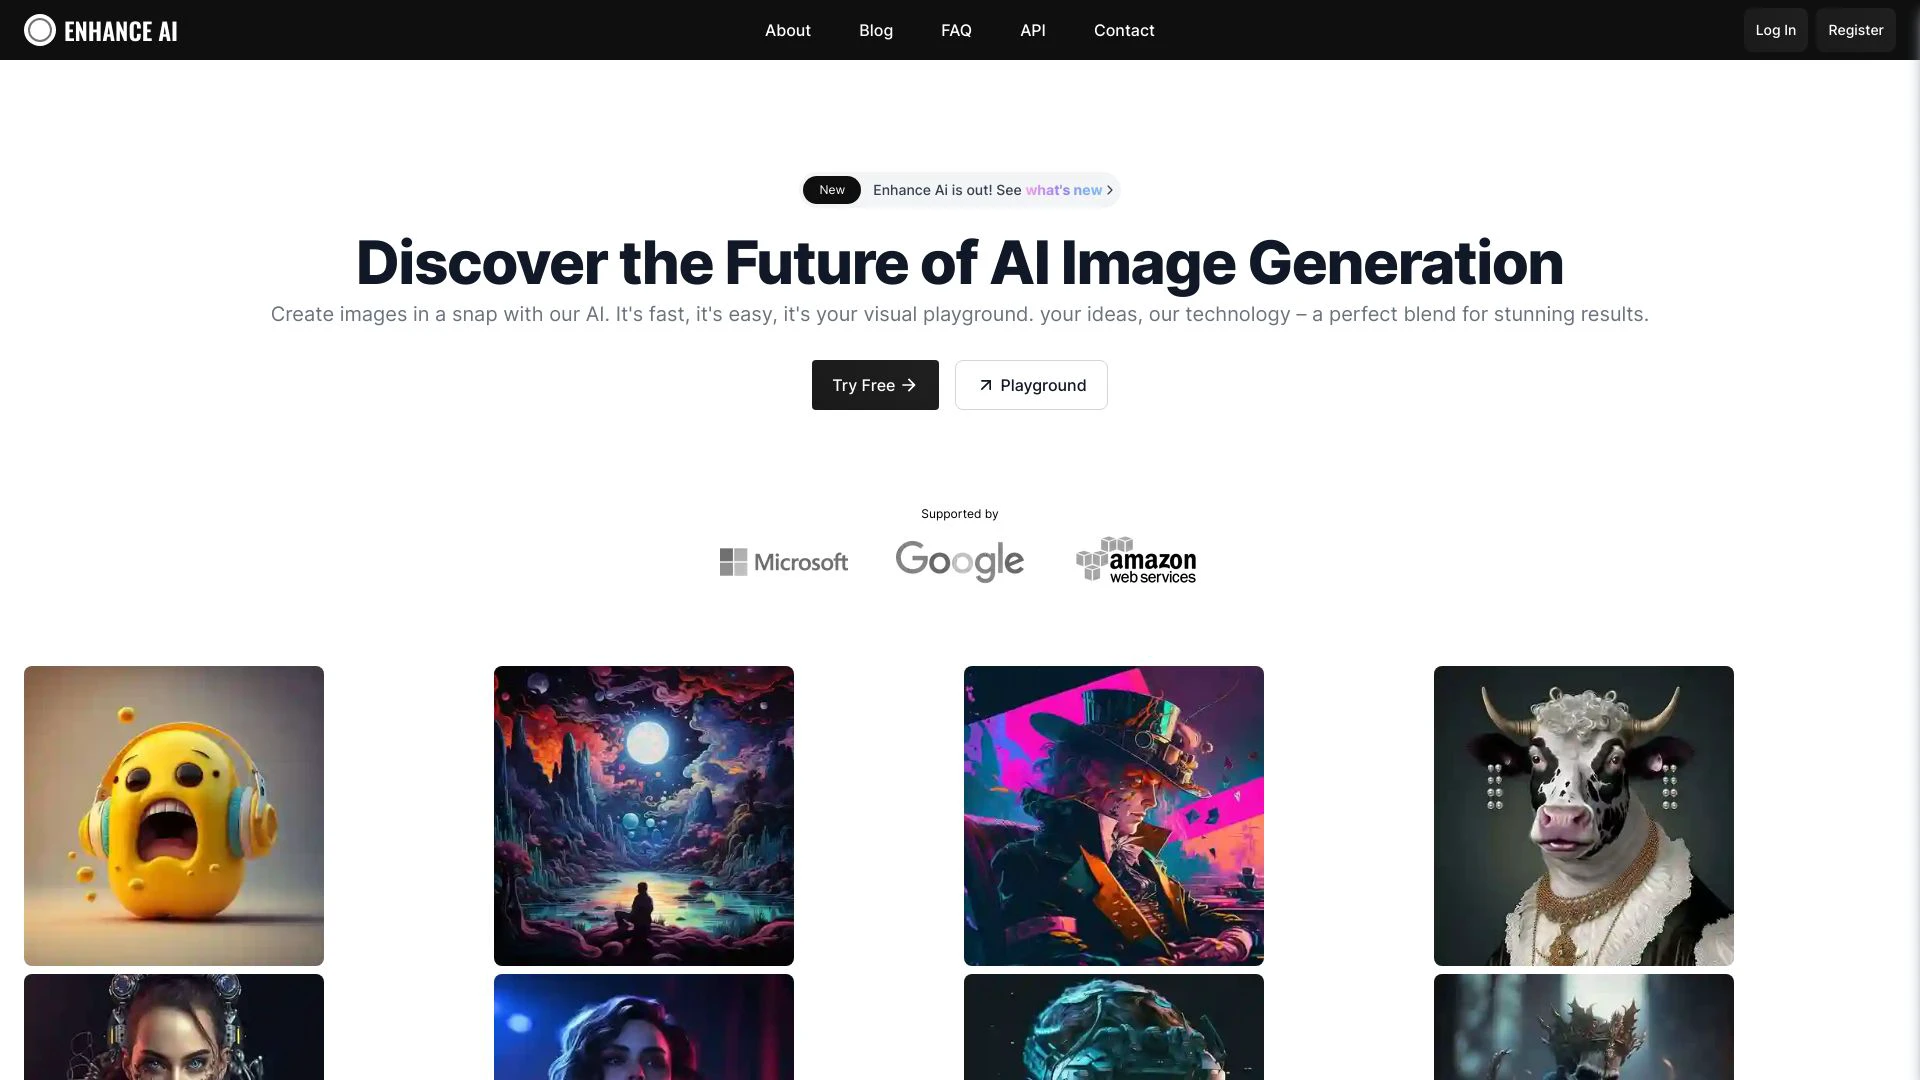 ENHANCE AI
About
Blog
FAQ
API
Contact
Log In
Register
New
Enhance Ai is out! See what's new
Discover the Future of AI Image Generation
Create images in a snap with our AI. It's fast, it's easy, it's your visual playground. your ideas, our technology – a perfect blend for stunning results.
Try Free
Playground
Supported by
Microsoft
Google
amazon
web services